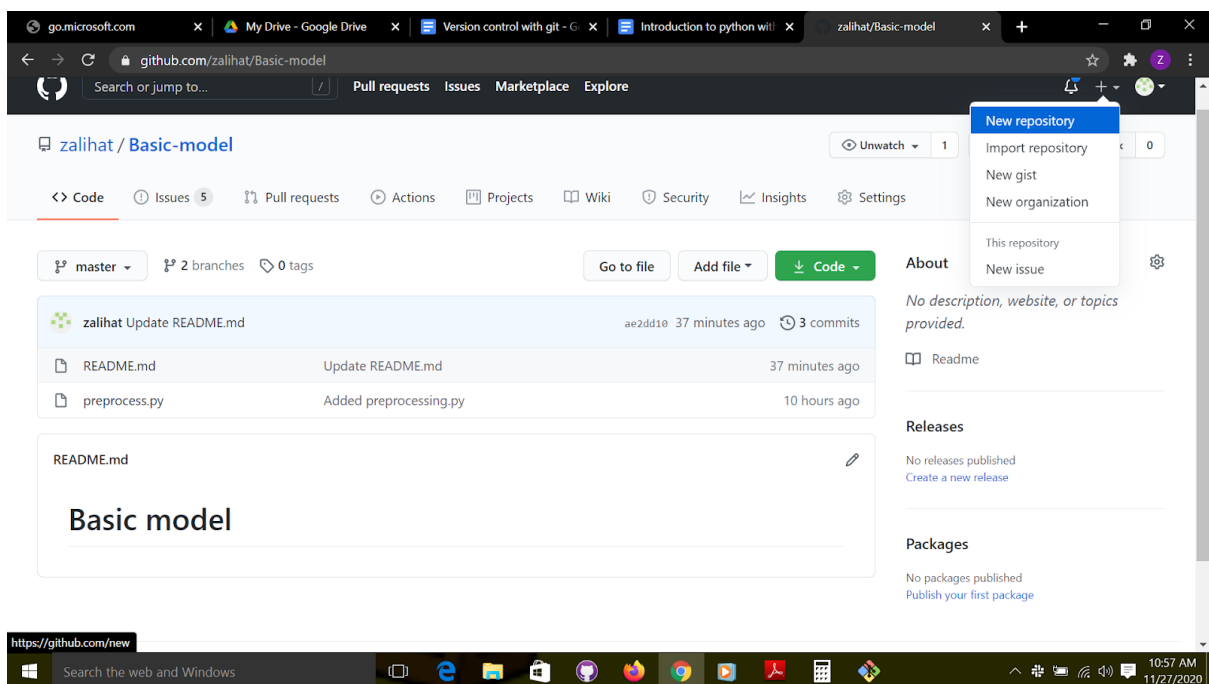 go.microsoft.com
My Drive - Google Drive
Version control with git - G
Introduction to python with
zalihat/Basic-model
github.com/zalihat/Basic-model
Z
Search or jump to...
/
Pull requests Issues Marketplace Explore
New repository
Import repository
New gist
New organization
This repository
New issue
zalihat / Basic-model
Unwatch 1
0
Code Issues 5 Pull requests Actions Projects Wiki Security Insights Settings
master 2 branches 0 tags
Go to file Add file Code
zalihat Update README.md ae2dd10 37 minutes ago 3 commits
README.md Update README.md 37 minutes ago
preprocess.py Added preprocessing.py 10 hours ago
README.md
Basic model
About
No description, website, or topics
provided.
Readme
Releases
No releases published
Create a new release
Packages
No packages published
Publish your first package
https://github.com/new
Search the web and Windows
10:57 AM
11/27/2020